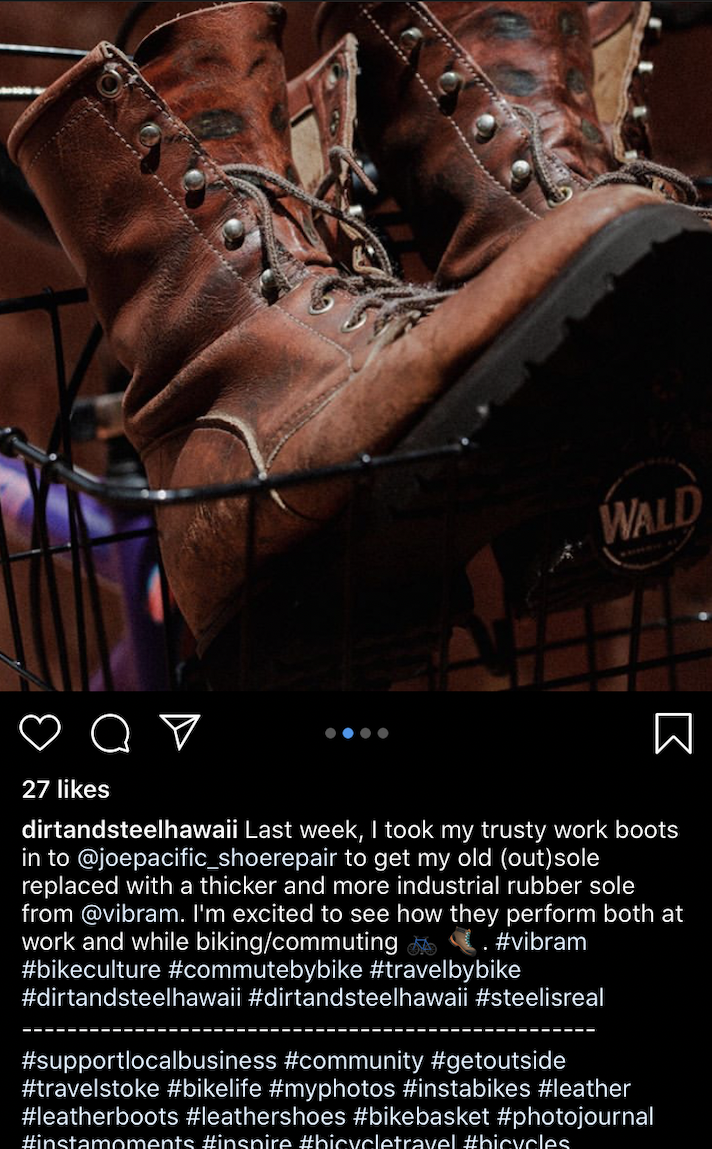 WALD
27 likes
dirtandsteelhawaii Last week, I took my trusty work boots
in to @joepacific_shoerepair to get my old (out)sole
replaced with a thicker and more industrial rubber sole
from @vibram. I'm excited to see how they perform both at
work and while biking/commuting 🚲 🥾 . #vibram
#bikeculture #commutebybike #travelbybike
#dirtandsteelhawaii #dirtandsteelhawaii #steelisreal
---------------------------------------------------
#supportlocalbusiness #community #getoutside
#travelstoke #bikelife #myphotos #instabikes #leather
#leatherboots #leathershoes #bikebasket #photojournal
#instamoments #inspire #bicycletravel #bicycles